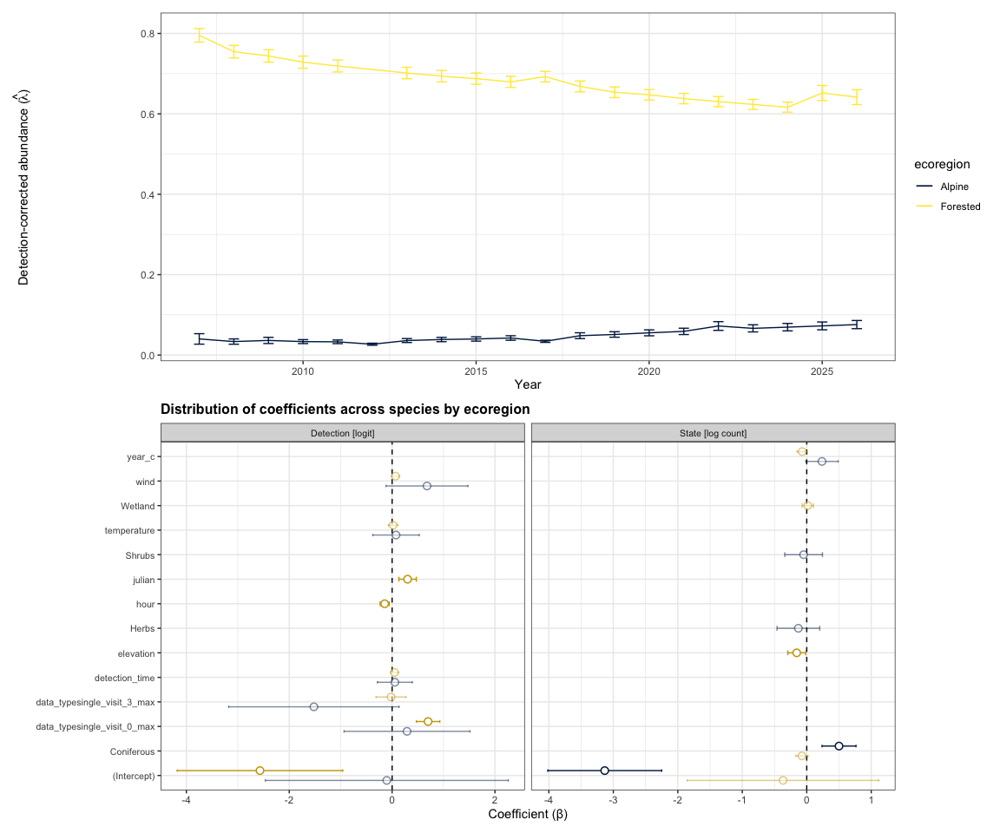 0.8
0.6
0.4
0.2
0.0
Detection-corrected abundance (λ̂)
2010
2015
2020
2025
Year
ecoregion
Alpine
Forested
Distribution of coefficients across species by ecoregion
Detection [logit]
State [log count]
year_c
wind
Wetland
temperature
Shrubs
julian
hour
Herbs
elevation
detection_time
data_typesingle_visit_3_max
data_typesingle_visit_0_max
Coniferous
(Intercept)
-4
-2
0
2
-4
-3
-2
-1
0
1
Coefficient (β)